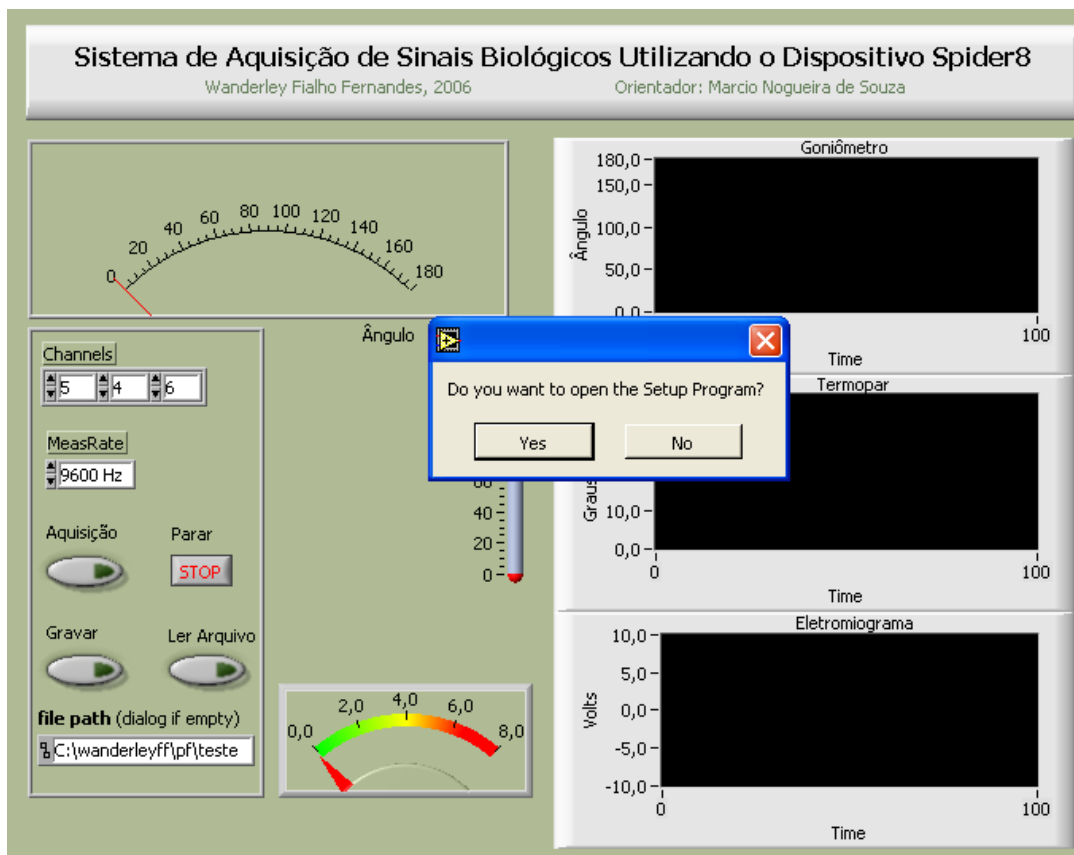 Sistema de Aquisição de Sinais Biológicos Utilizando o Dispositivo Spider8
Wanderley Fialho Fernandes, 2006 Orientador: Marcio Nogueira de Souza
0 20 40 60 80 100 120 140 160 180
Ângulo
Channels
5 4 6
MeasRate
9600 Hz
Aquisição Parar
STOP
Gravar Ler Arquivo
file path (dialog if empty)
C:\wanderleyff\pf\teste
Do you want to open the Setup Program?
Yes No
60
40
20
0
0,0 2,0 4,0 6,0 8,0
Goniômetro
180,0
150,0
100,0
50,0
0,0
Ângulo
100
Time
Termopar
Graus
10,0
0,0
0 100
Time
Eletromiograma
10,0
5,0
0,0
-5,0
-10,0
Volts
0 100
Time